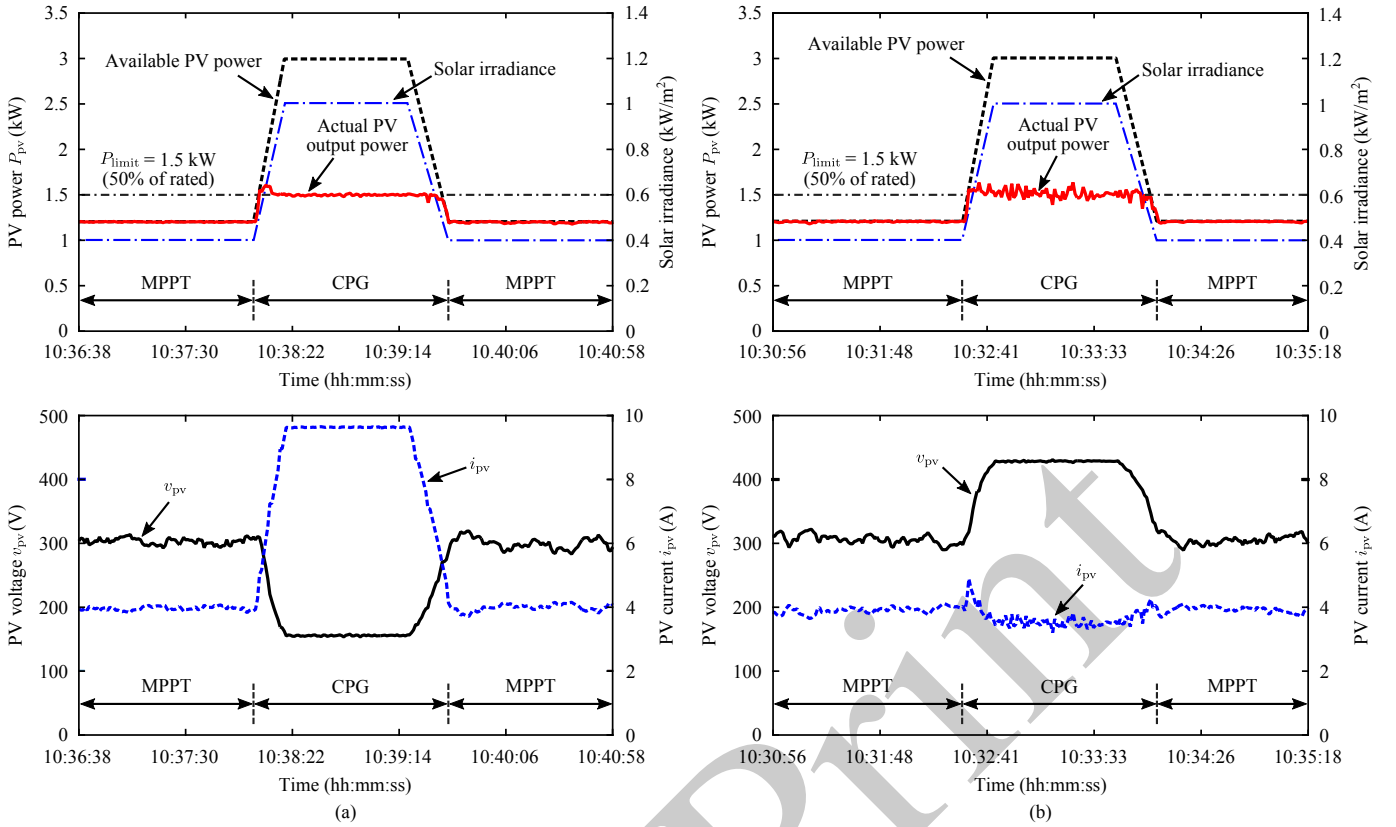 3.5
3
2.5
2
1.5
1
0.5
0
PV power P_pv (kW)
Available PV power
Solar irradiance
Actual PV output power
P_limit = 1.5 kW
(50% of rated)
MPPT
CPG
MPPT
1.4
1.2
1
0.8
0.6
0.4
0.2
0
Solar irradiance (kW/m²)
10:36:38 10:37:30 10:38:22 10:39:14 10.40:06 10:40:58
Time (hh:mm:ss)
3.5
3
2.5
2
1.5
1
0.5
0
PV power P_pv (kW)
Available PV power
Solar irradiance
Actual PV output power
P_limit = 1.5 kW
(50% of rated)
MPPT
CPG
MPPT
1.4
1.2
1
0.8
0.6
0.4
0.2
0
Solar irradiance (kW/m²)
10:30:56 10:31:48 10:32:41 10:33:33 10:34:26 10:35:18
Time (hh:mm:ss)
500
400
300
200
100
0
PV voltage v_pv (V)
v_pv
i_pv
MPPT
CPG
MPPT
10
8
6
4
2
0
PV current i_pv (A)
10:36:38 10:37:30 10:38:22 10:39:14 10:40:06 10:40:58
Time (hh:mm:ss)
(a)
500
400
300
200
100
0
PV voltage v_pv (V)
v_pv
i_pv
MPPT
CPG
MPPT
10
8
6
4
2
0
PV current i_pv (A)
10:30:56 10:31:48 10:32:41 10:33:33 10:34:26 10:35:18
Time (hh:mm:ss)
(b)
Print